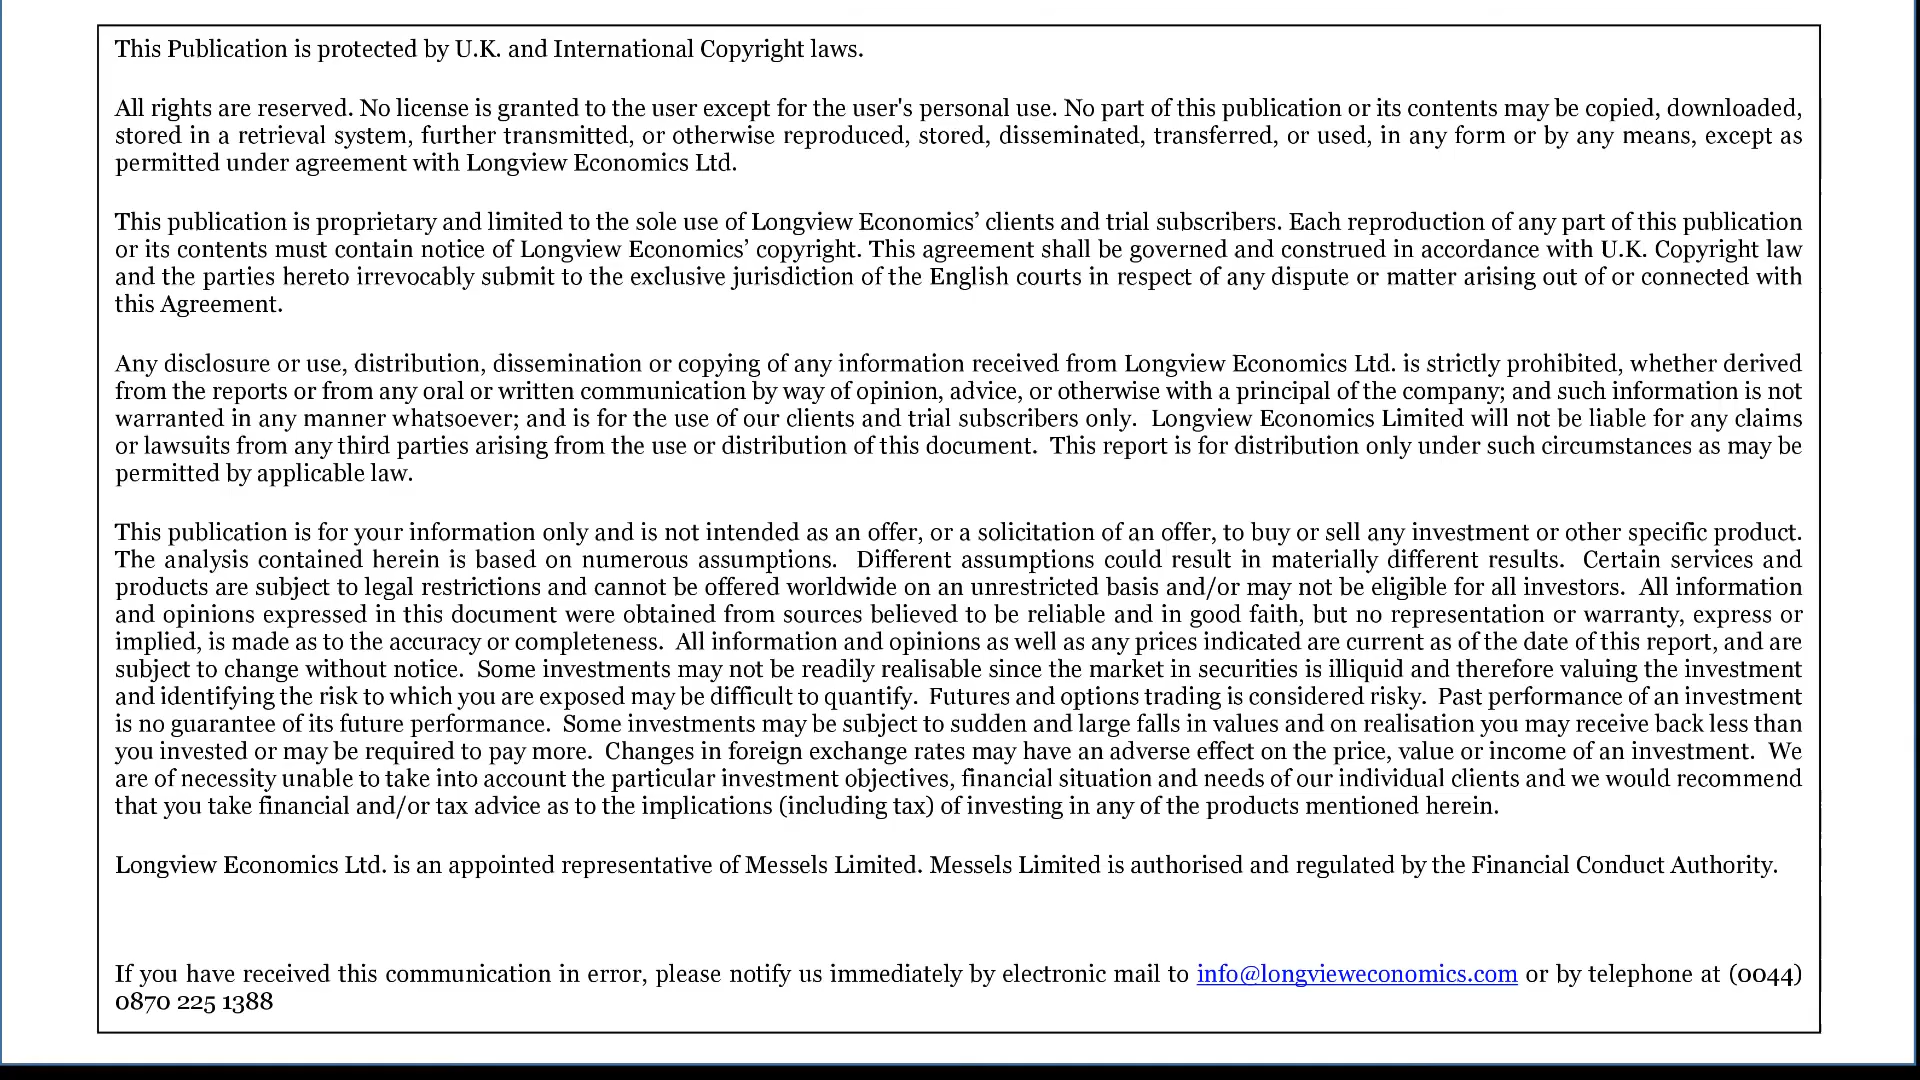 This Publication is protected by U.K. and International Copyright laws.
All rights are reserved. No license is granted to the user except for the user's personal use. No part of this publication or its contents may be copied, downloaded,
stored in a retrieval system, further transmitted, or otherwise reproduced, stored, disseminated, transferred, or used, in any form or by any means, except as
permitted under agreement with Longview Economics Ltd.
This publication is proprietary and limited to the sole use of Longview Economics’ clients and trial subscribers. Each reproduction of any part of this publication
or its contents must contain notice of Longview Economics’ copyright. This agreement shall be governed and construed in accordance with U.K. Copyright law
and the parties hereto irrevocably submit to the exclusive jurisdiction of the English courts in respect of any dispute or matter arising out of or connected with
this Agreement.
Any disclosure or use, distribution, dissemination or copying of any information received from Longview Economics Ltd. is strictly prohibited, whether derived
from the reports or from any oral or written communication by way of opinion, advice, or otherwise with a principal of the company; and such information is not
warranted in any manner whatsoever; and is for the use of our clients and trial subscribers only.  Longview Economics Limited will not be liable for any claims
or lawsuits from any third parties arising from the use or distribution of this document.  This report is for distribution only under such circumstances as may be
permitted by applicable law.
This publication is for your information only and is not intended as an offer, or a solicitation of an offer, to buy or sell any investment or other specific product.
The analysis contained herein is based on numerous assumptions.  Different assumptions could result in materially different results.  Certain services and
products are subject to legal restrictions and cannot be offered worldwide on an unrestricted basis and/or may not be eligible for all investors.  All information
and opinions expressed in this document were obtained from sources believed to be reliable and in good faith, but no representation or warranty, express or
implied, is made as to the accuracy or completeness.  All information and opinions as well as any prices indicated are current as of the date of this report, and are
subject to change without notice.  Some investments may not be readily realisable since the market in securities is illiquid and therefore valuing the investment
and identifying the risk to which you are exposed may be difficult to quantify.  Futures and options trading is considered risky.  Past performance of an investment
is no guarantee of its future performance.  Some investments may be subject to sudden and large falls in values and on realisation you may receive back less than
you invested or may be required to pay more.  Changes in foreign exchange rates may have an adverse effect on the price, value or income of an investment.  We
are of necessity unable to take into account the particular investment objectives, financial situation and needs of our individual clients and we would recommend
that you take financial and/or tax advice as to the implications (including tax) of investing in any of the products mentioned herein.
Longview Economics Ltd. is an appointed representative of Messels Limited. Messels Limited is authorised and regulated by the Financial Conduct Authority.
If you have received this communication in error, please notify us immediately by electronic mail to info@longvieweconomics.com or by telephone at (0044)
0870 225 1388